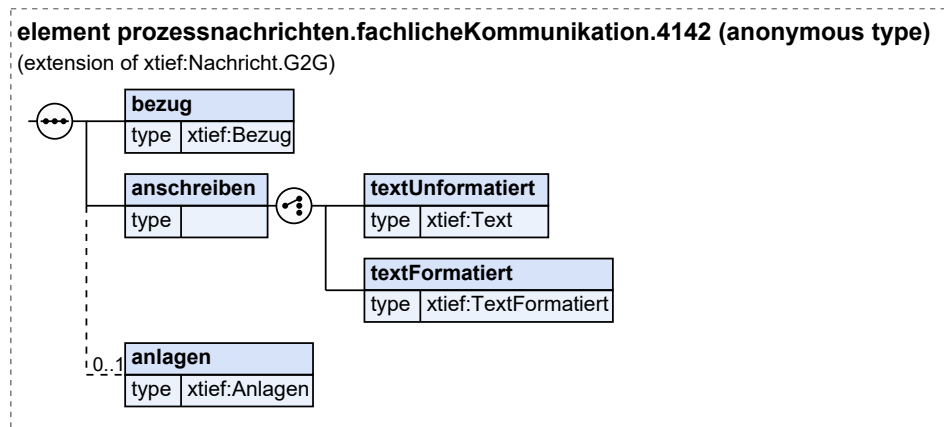 element prozessnachrichten.fachlicheKommunikation.4142 (anonymous type)
(extension of xtief:Nachricht.G2G)
bezug
type xtief:Bezug
anschreiben
type
textUnformatiert
type xtief:Text
textFormatiert
type xtief:TextFormatiert
0..1
anlagen
type xtief:Anlagen